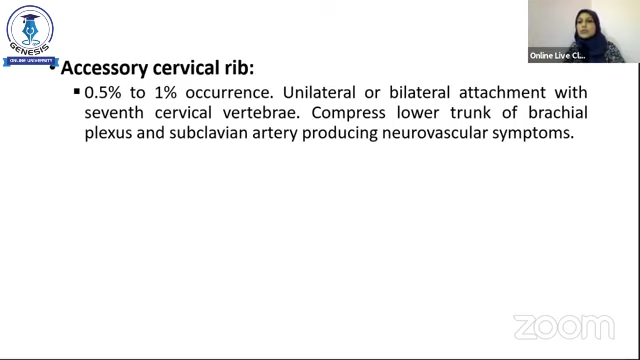 GENESIS
ONLINE UNIVERSITY
Online Live Cl...
• Accessory cervical rib:
▪ 0.5% to 1% occurrence. Unilateral or bilateral attachment with
seventh cervical vertebrae. Compress lower trunk of brachial
plexus and subclavian artery producing neurovascular symptoms.
zoom